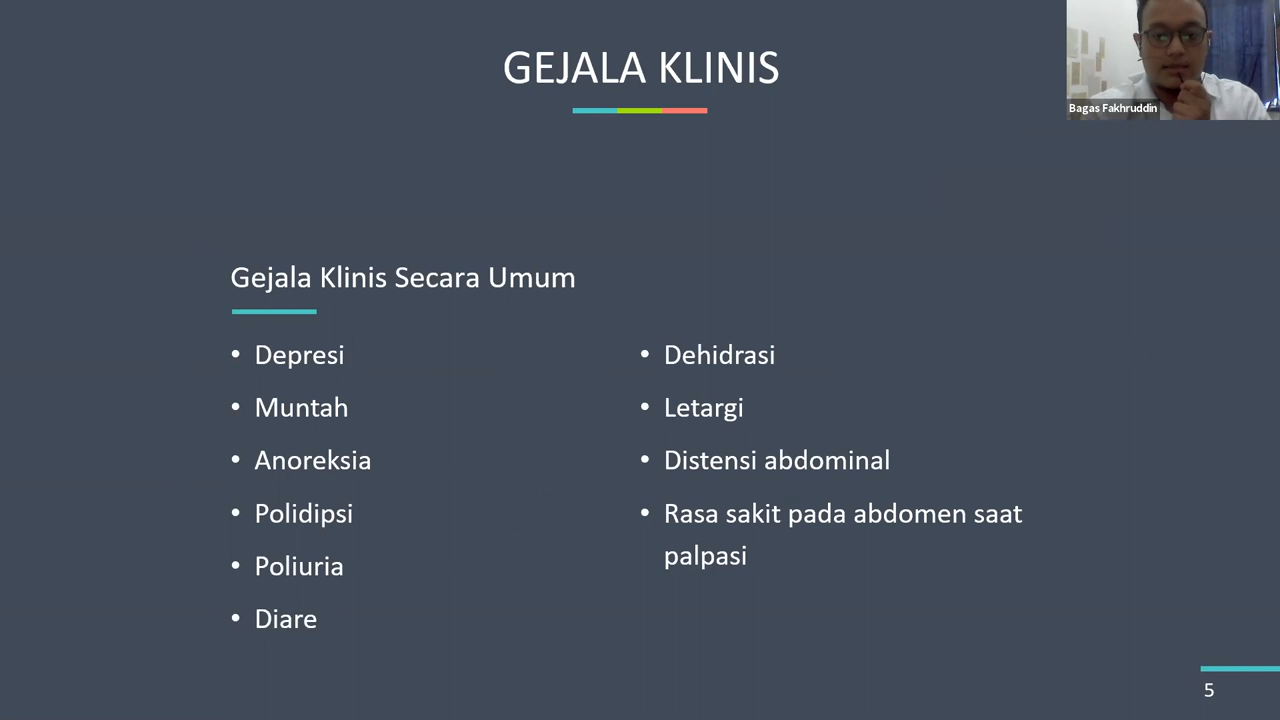 GEJALA KLINIS
Bagas Fakhruddin
Gejala Klinis Secara Umum
• Depresi
• Muntah
• Anoreksia
• Polidipsi
• Poliuria
• Diare
• Dehidrasi
• Letargi
• Distensi abdominal
• Rasa sakit pada abdomen saat
palpasi
5